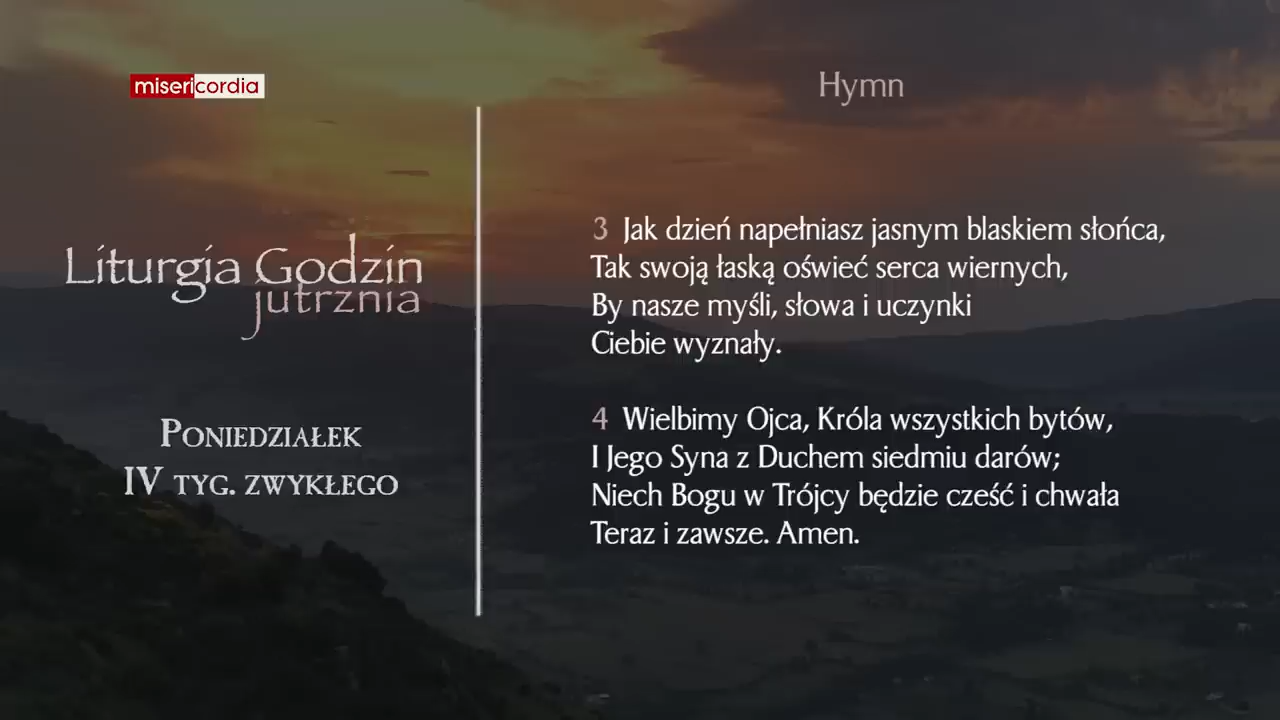 misericordia
Liturgia Godzin
jutrznia
Poniedziałek
IV tyg. zwykłego
Hymn
3 Jak dzień napełniasz jasnym blaskiem słońca,
Tak swoją łaską oświeć serca wiernych,
By nasze myśli, słowa i uczynki
Ciebie wyznały.
4 Wielbimy Ojca, Króla wszystkich bytów,
I Jego Syna z Duchem siedmiu darów;
Niech Bogu w Trójcy będzie cześć i chwała
Teraz i zawsze. Amen.